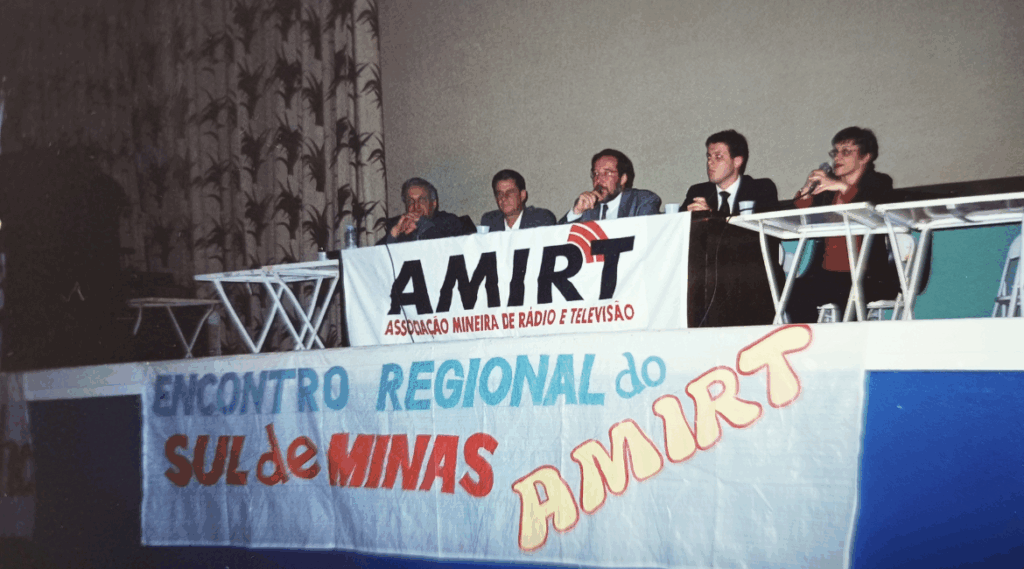 AMIRT
ASSOCIAÇÃO MINEIRA DE RÁDIO E TELEVISÃO
ENCONTRO REGIONAL do
SUL de MINAS
AMIRT